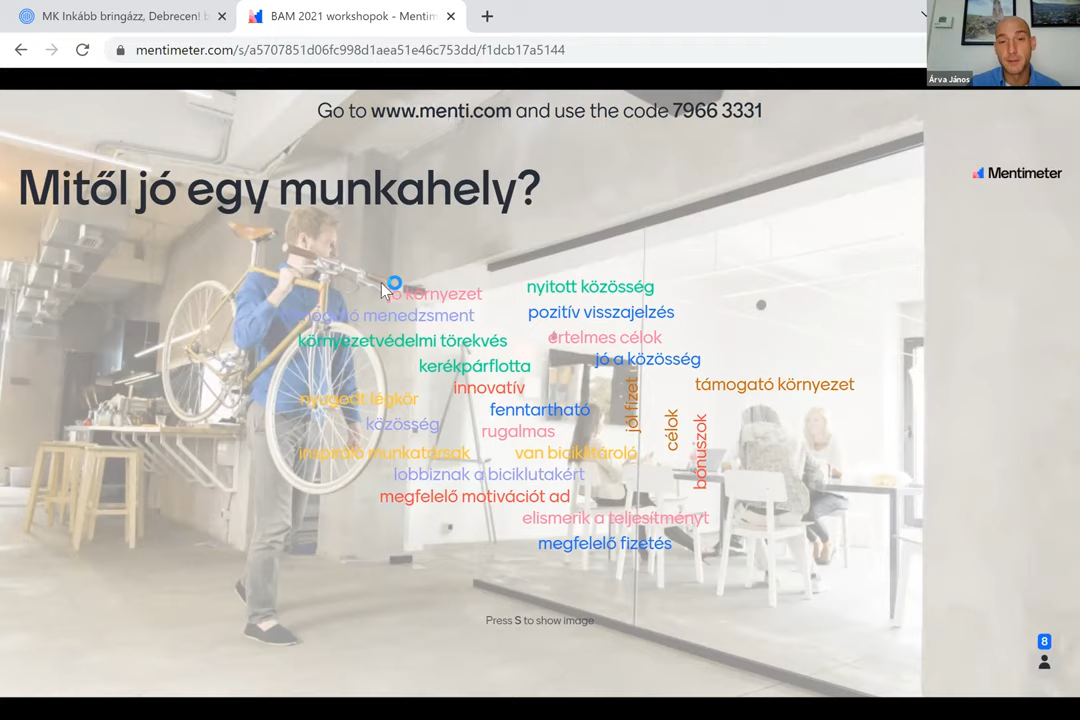 MK Inkább bringázz, Debrecen!
BAM 2021 workshopok - Mentim
mentimeter.com/s/a5707851d06fc998d1aea51e46c753dd/f1dcb17a5144
Árva János
Go to www.menti.com and use the code 7966 3331
Mentimeter
Mitől jó egy munkahely?
jó környezet
nyitott közösség
támogató menedzsment
pozitív visszajelzés
környezetvédelmi törekvés
értelmes célok
kerékpárflotta
jó a közösség
innovatív
támogató környezet
nyugodt légkör
fenntartható
jól fizet
célok
bónuszok
közösség
rugalmas
inspiráló munkatársak
van biciklitároló
lobbiznak a biciklutakért
megfelelő motivációt ad
elismerik a teljesítményt
megfelelő fizetés
Press S to show image
8